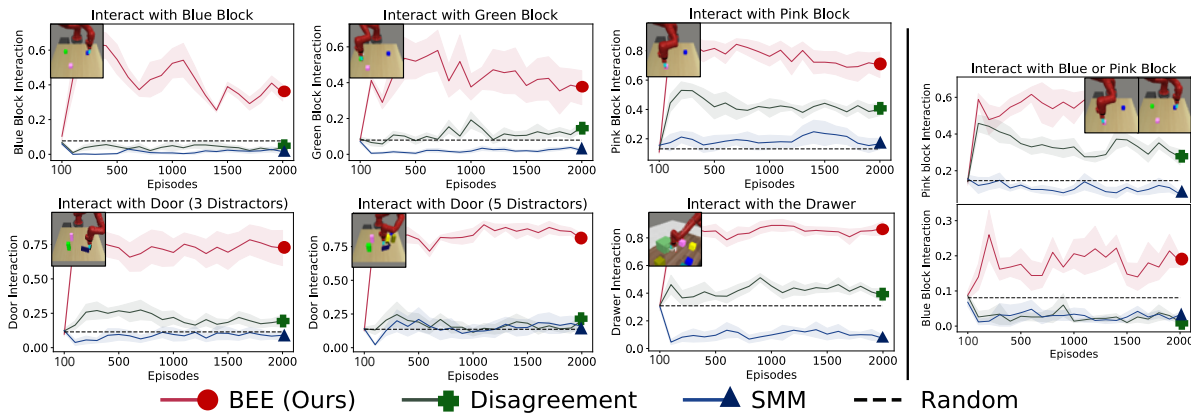 Interact with Blue Block
Blue Block Interaction
0.6
0.4
0.2
0.0
100 500 1000 1500 2000
Episodes
Interact with Green Block
Green Block Interaction
0.6
0.4
0.2
0.0
100 500 1000 1500 2000
Episodes
Interact with Pink Block
Pink Block Interaction
0.8
0.6
0.4
0.2
100 500 1000 1500 2000
Episodes
Interact with Blue or Pink Block
Pink block Interaction
0.6
0.4
0.2
Interact with Door (3 Distractors)
Door Interaction
0.75
0.50
0.25
0.00
100 500 1000 1500 2000
Episodes
Interact with Door (5 Distractors)
Door Interaction
0.75
0.50
0.25
0.00
100 500 1000 1500 2000
Episodes
Interact with the Drawer
Drawer Interaction
0.8
0.6
0.4
0.2
0.0
100 500 1000 1500 2000
Episodes
Blue Block Interaction
0.3
0.2
0.1
0.0
100 500 1000 1500 2000
Episodes
BEE (Ours) Disagreement SMM Random